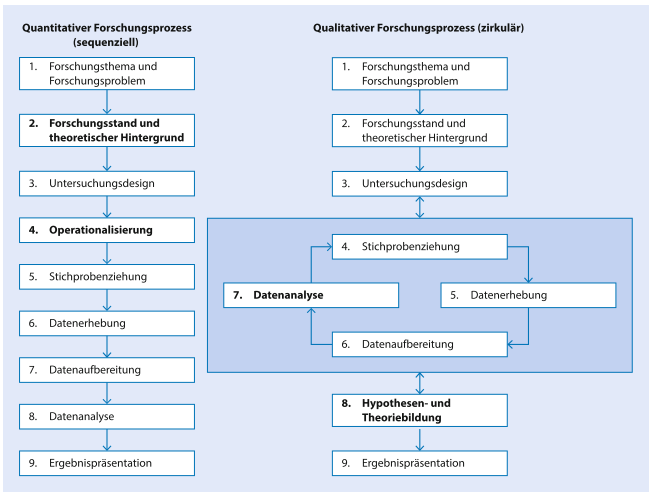 Quantitativer Forschungsprozess
(sequenziell)
1. Forschungsthema und
Forschungsproblem
2. Forschungsstand und
theoretischer Hintergrund
3. Untersuchungsdesign
4. Operationalisierung
5. Stichprobenziehung
6. Datenerhebung
7. Datenaufbereitung
8. Datenanalyse
9. Ergebnispräsentation
Qualitativer Forschungsprozess (zirkulär)
1. Forschungsthema und
Forschungsproblem
2. Forschungsstand und
theoretischer Hintergrund
3. Untersuchungsdesign
4. Stichprobenziehung
5. Datenerhebung
6. Datenaufbereitung
7. Datenanalyse
8. Hypothesen- und
Theoriebildung
9. Ergebnispräsentation